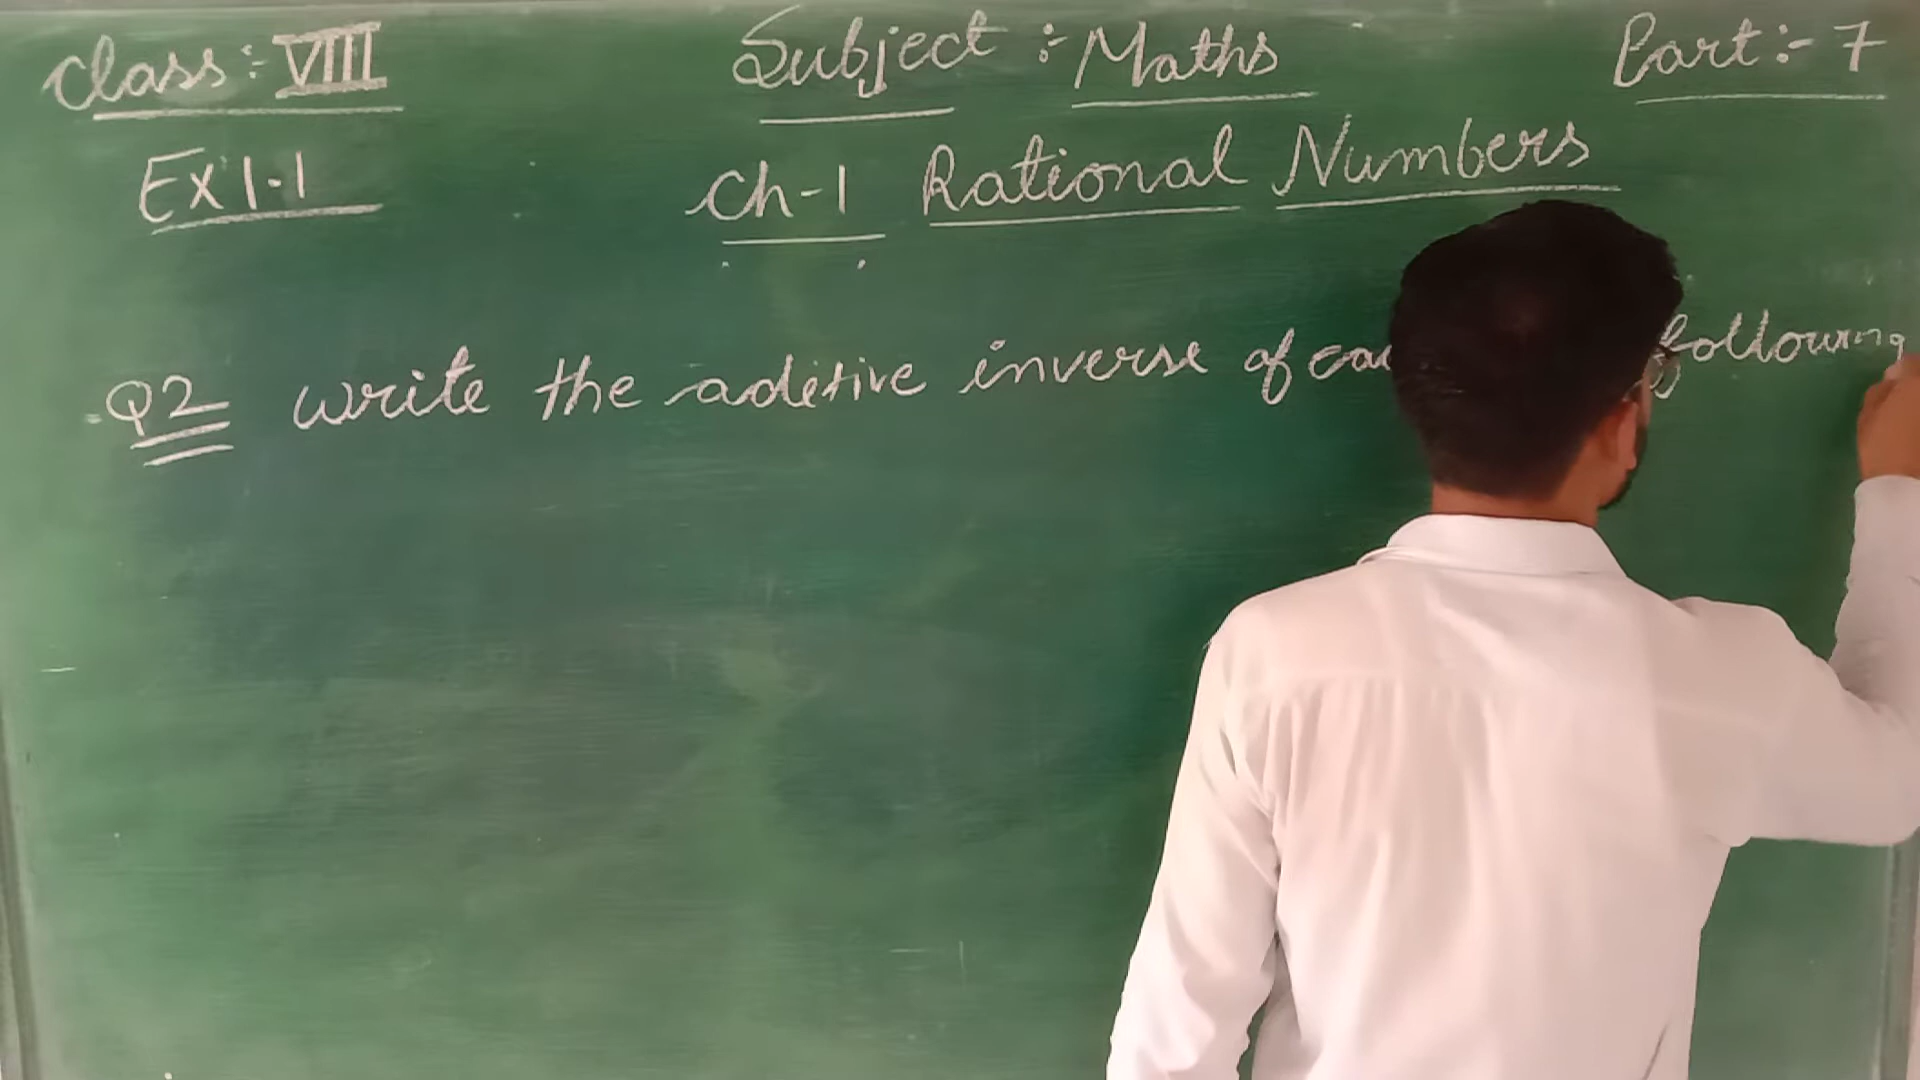 Class:- VIII Subject :- Maths Part:- 7
Ex 1.1 Ch-1 Rational Numbers
Q2 write the aditive inverse of following